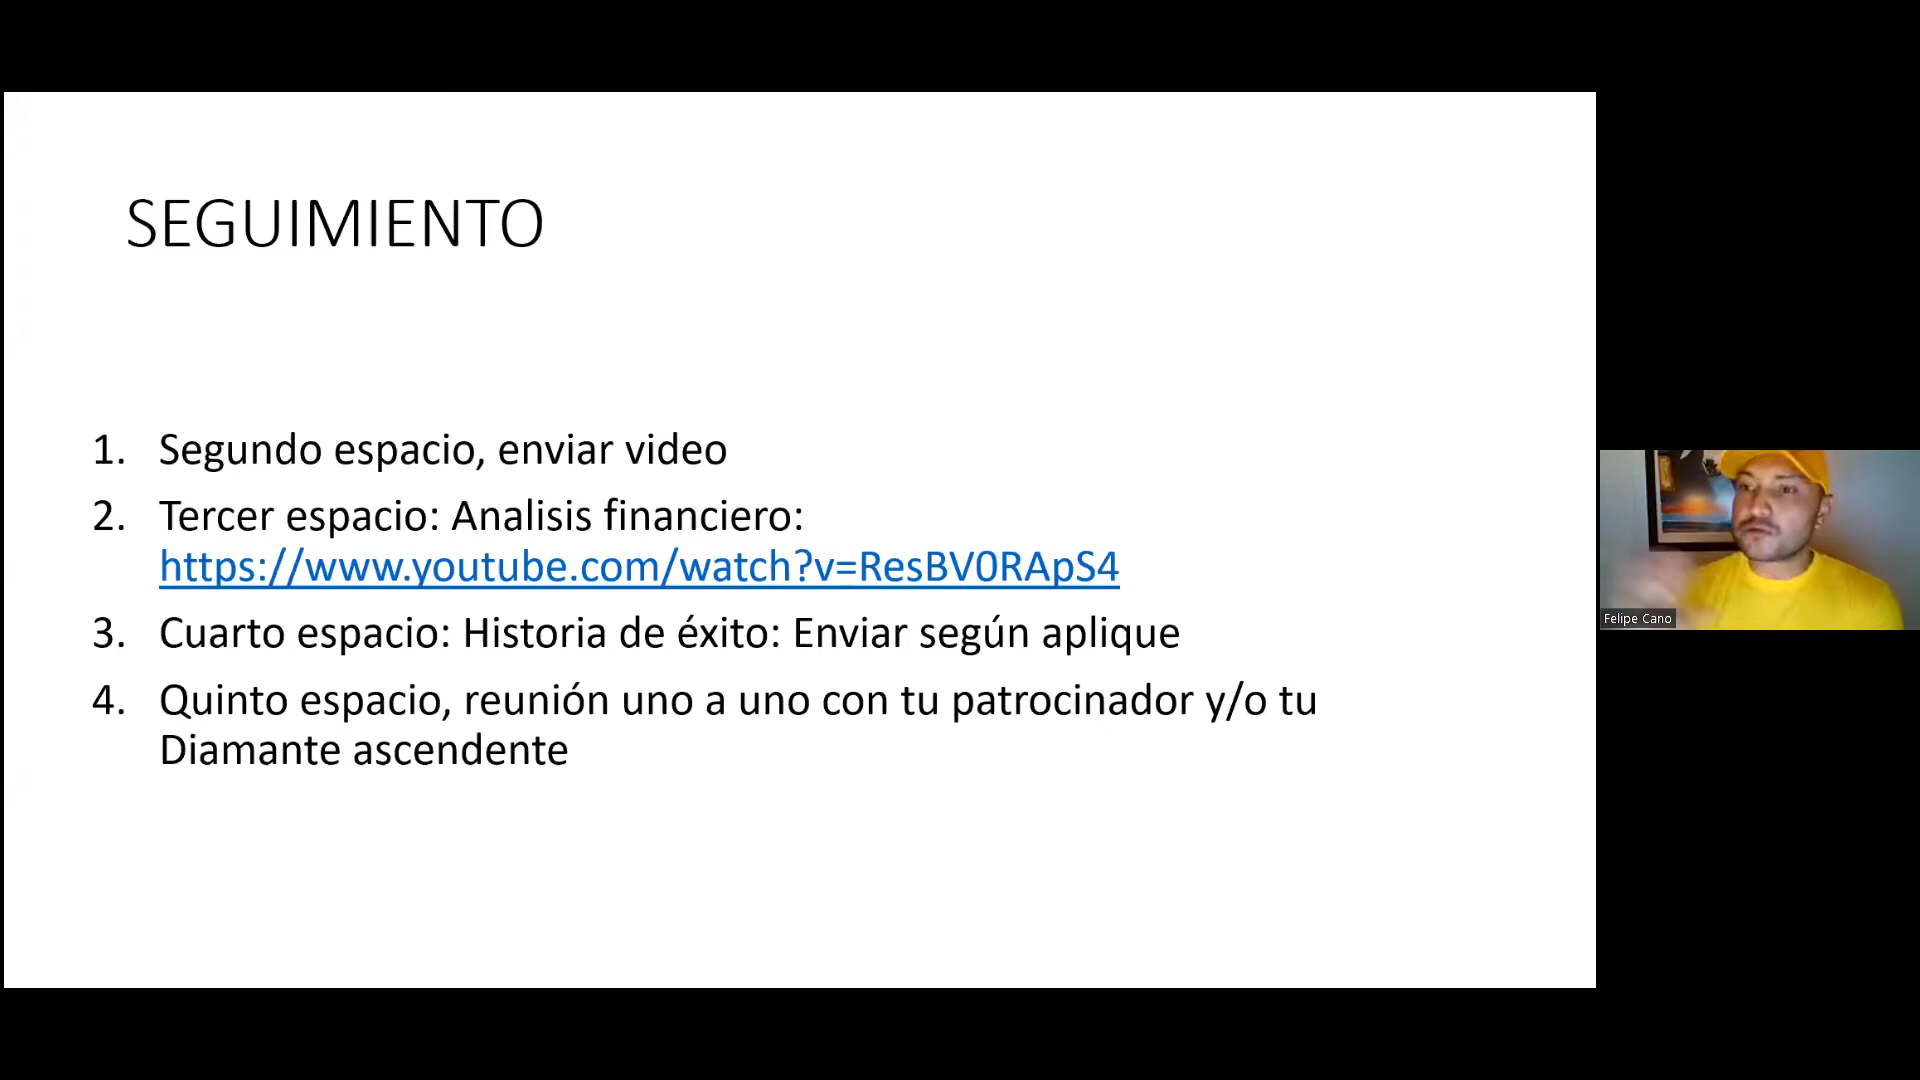 SEGUIMIENTO
1. Segundo espacio, enviar video
2. Tercer espacio: Analisis financiero:
https://www.youtube.com/watch?v=ResBV0RApS4
3. Cuarto espacio: Historia de éxito: Enviar según aplique
4. Quinto espacio, reunión uno a uno con tu patrocinador y/o tu
Diamante ascendente
Felipe Cano